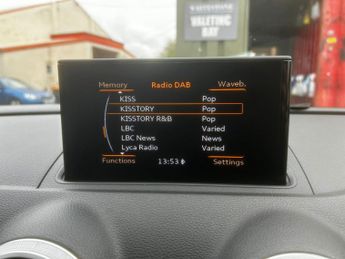 WHITESTONE
VALETING
BAY
Memory Radio DAB Waveb.
KISS Pop
KISSTORY Pop
KISSTORY R&B Pop
LBC Varied
LBC News News
Lyca Radio Varied
Functions 13:53 Settings